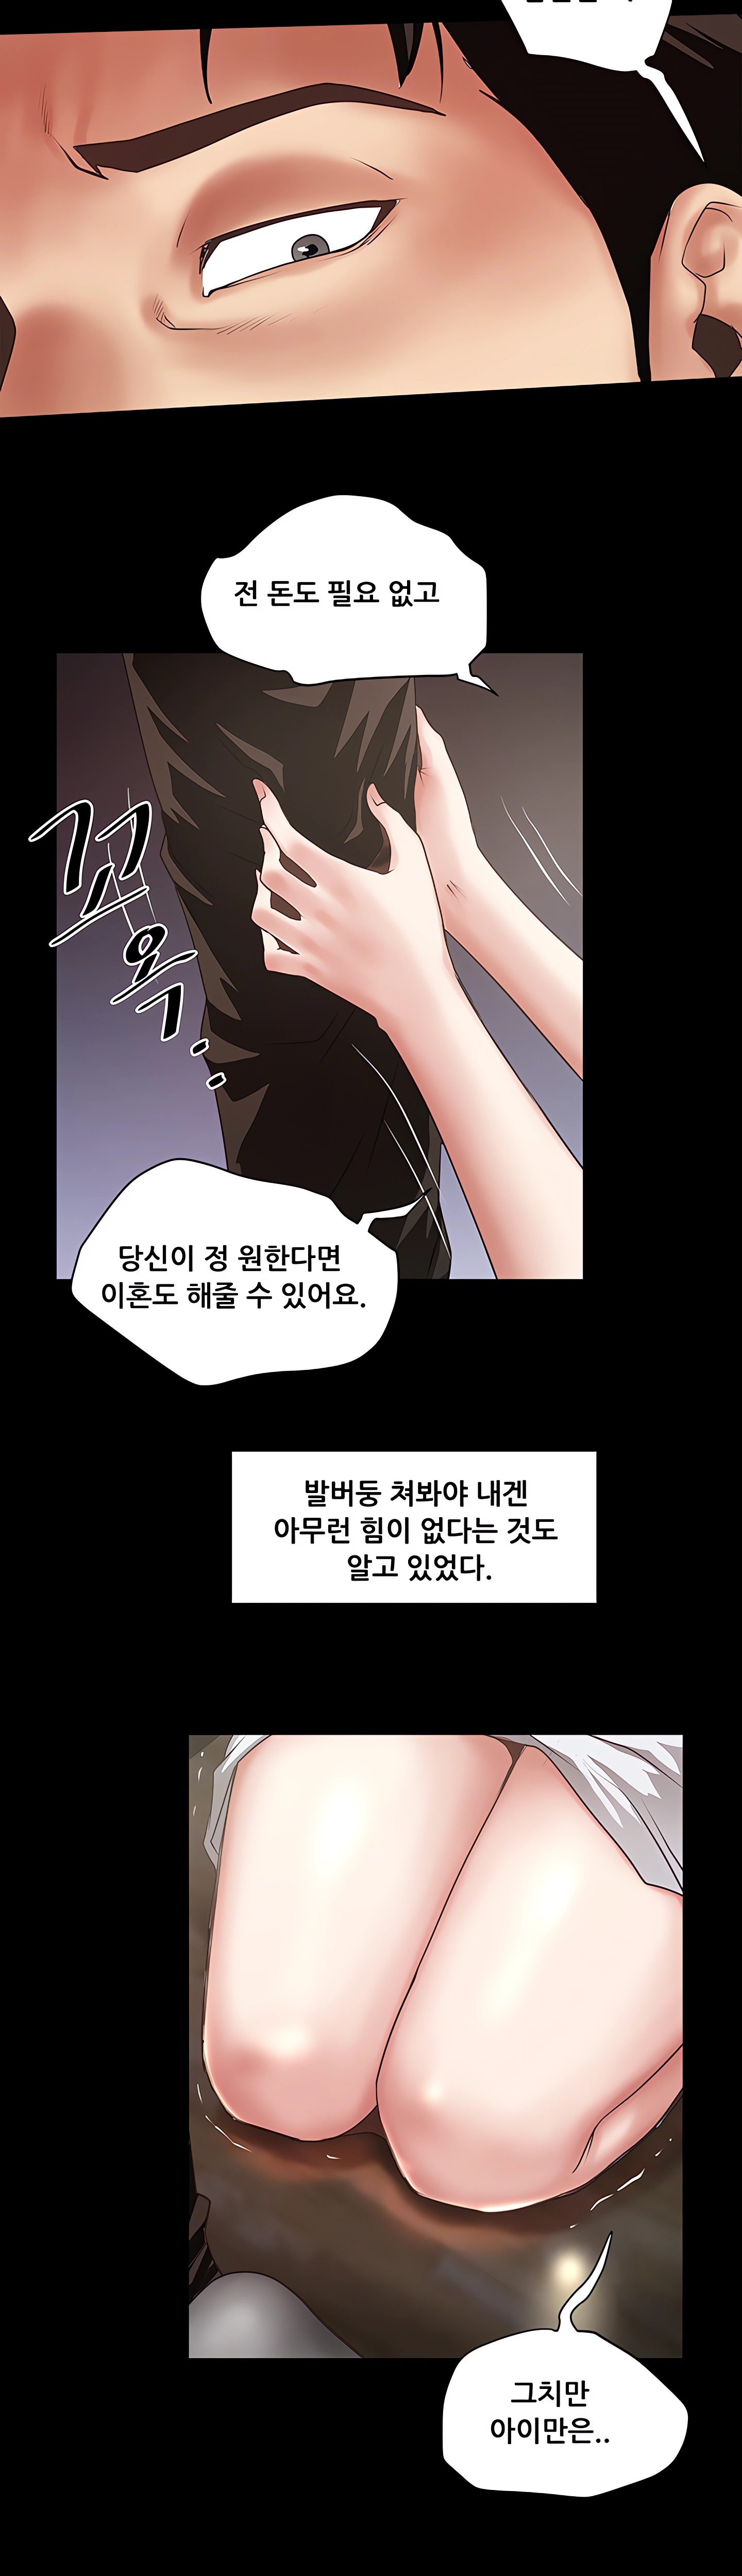 전 돈도 필요 없고
꼬옥..
당신이 정 원한다면
이혼도 해줄 수 있어요.
발버둥 쳐봐야 내겐
아무런 힘이 없다는 것도
알고 있었다.
그치만
아이만은..